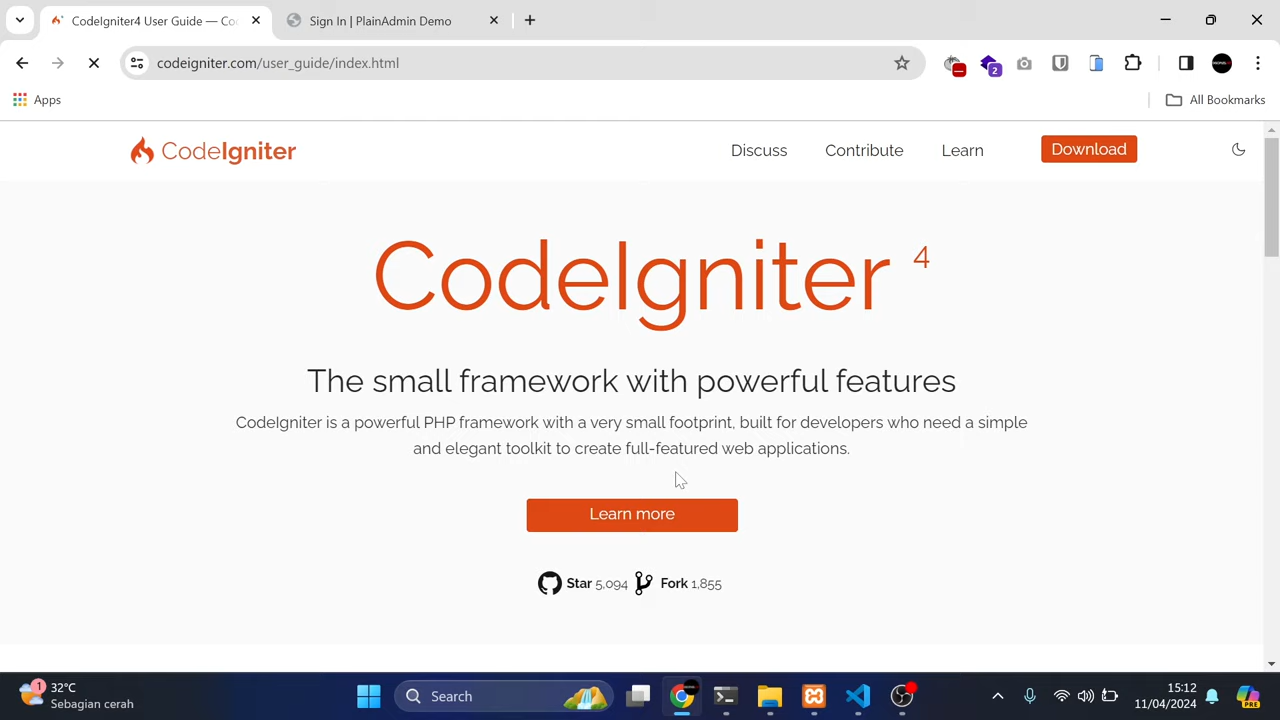 CodeIgniter4 User Guide — Co
Sign In | PlainAdmin Demo
codeigniter.com/user_guide/index.html
2
Apps
All Bookmarks
CodeIgniter
Discuss
Contribute
Learn
Download
CodeIgniter 4
The small framework with powerful features
CodeIgniter is a powerful PHP framework with a very small footprint, built for developers who need a simple
and elegant toolkit to create full-featured web applications.
Learn more
Star 5,094
Fork 1,855
1
32°C
Sebagian cerah
Search
15:12
11/04/2024
PRE